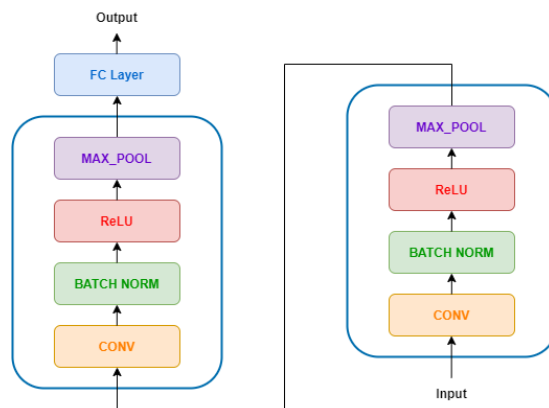 Output
FC Layer
MAX_POOL
ReLU
BATCH NORM
CONV
MAX_POOL
ReLU
BATCH NORM
CONV
Input